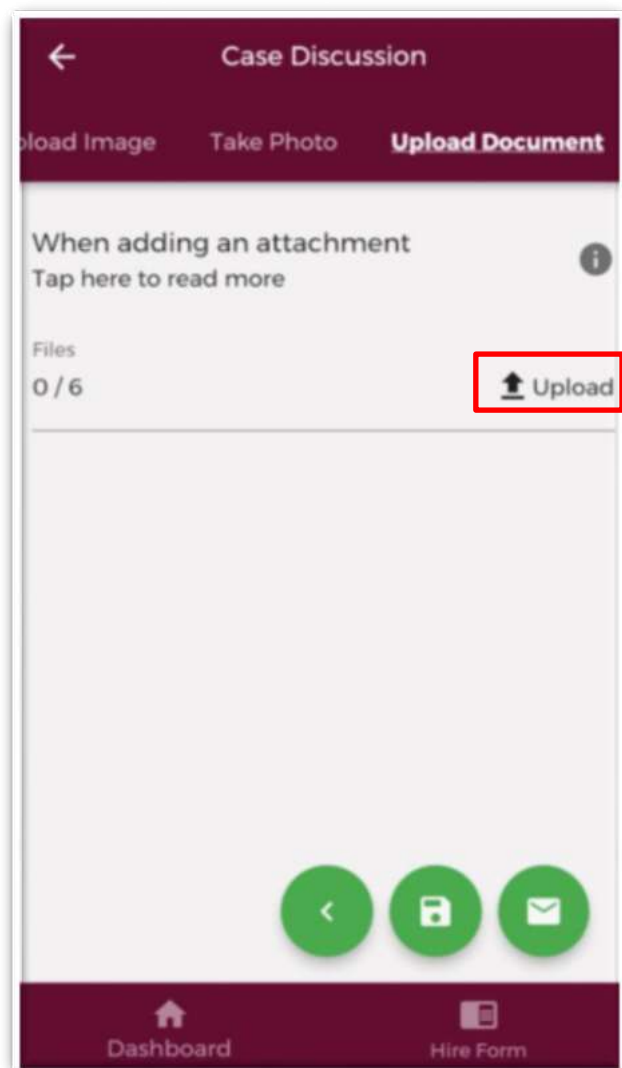 Case Discussion
pload Image Take Photo Upload Document
When adding an attachment
Tap here to read more
Files
0 / 6
Upload
Dashboard Hire Form